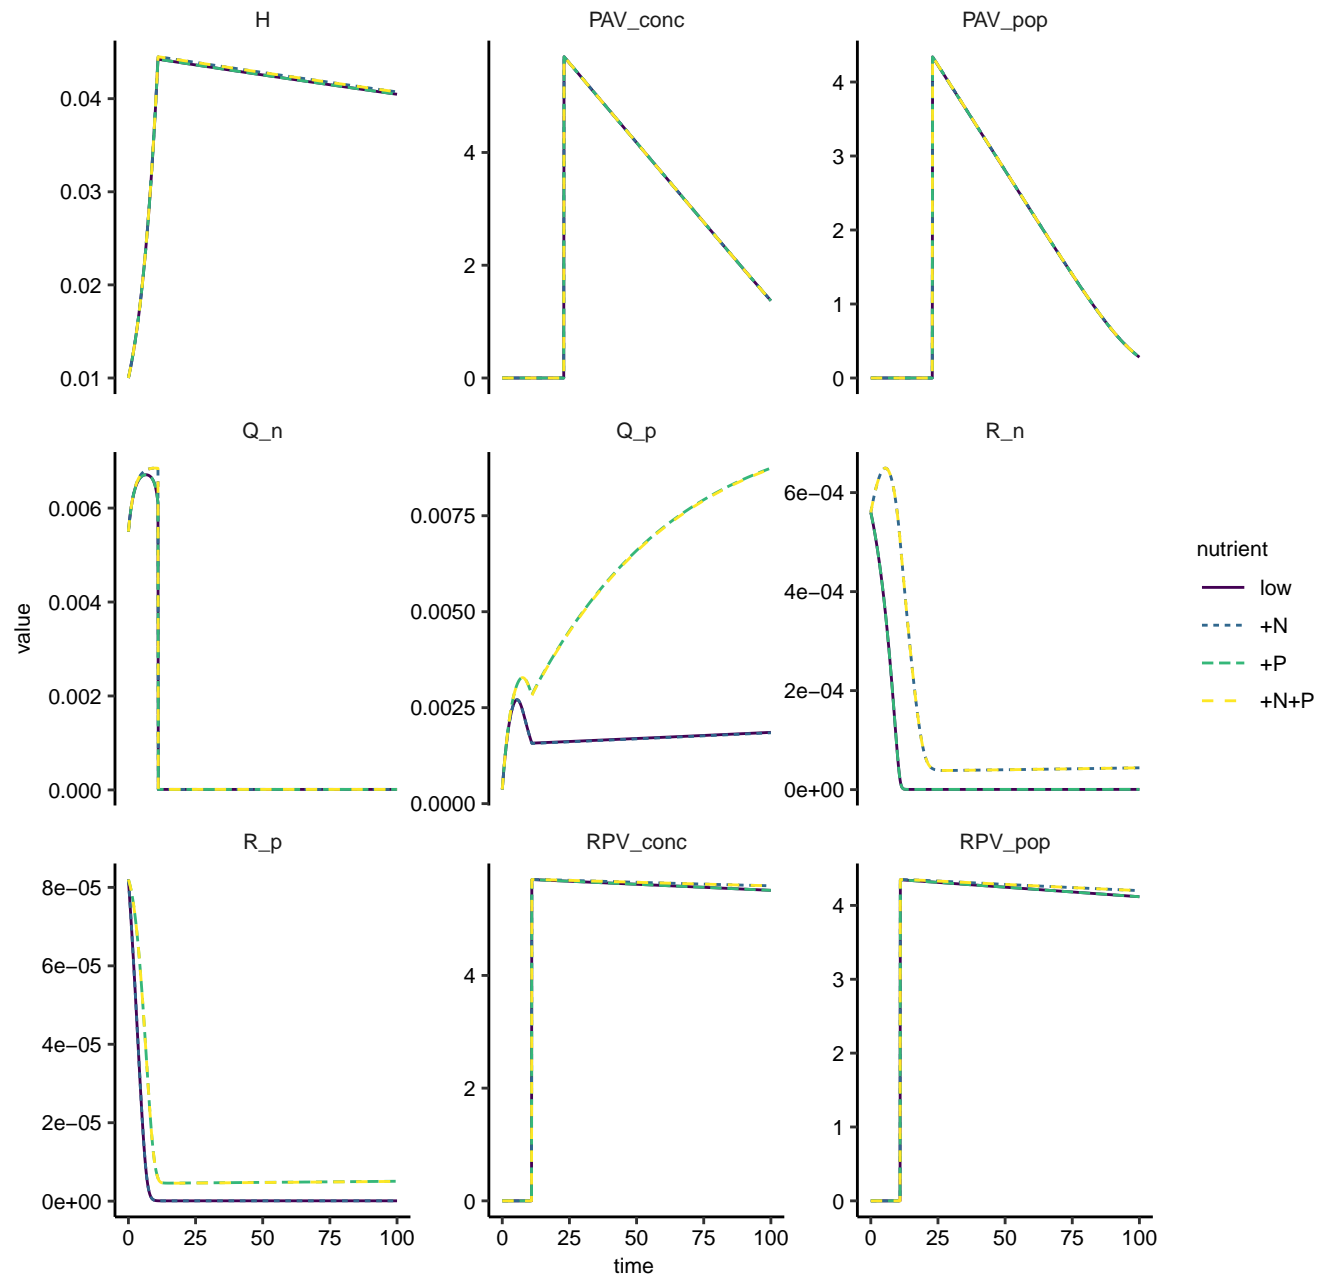 H
PAV_conc
PAV_pop
0.04
0.03
0.02
0.01
4
2
0
4
3
2
1
0
Q_n
Q_p
R_n
0.006
0.004
0.002
0.000
0.0075
0.0050
0.0025
0.0000
6e−04
4e−04
2e−04
0e+00
value
nutrient
low
+N
+P
+N+P
R_p
RPV_conc
RPV_pop
8e−05
6e−05
4e−05
2e−05
0e+00
4
2
0
4
3
2
1
0
0 25 50 75 100
0 25 50 75 100
0 25 50 75 100
time